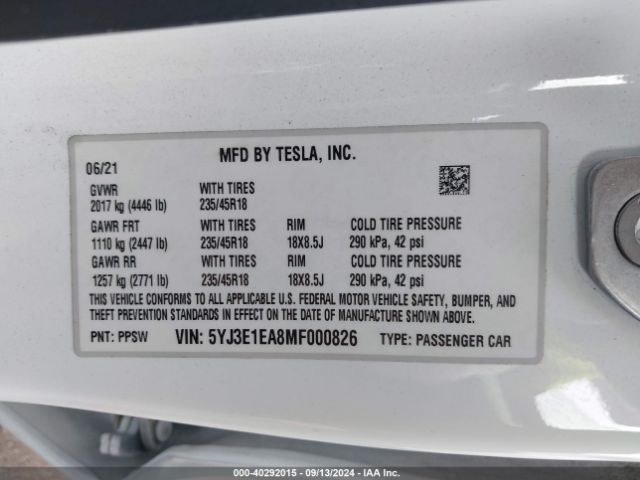 MFD BY TESLA, INC.
06/21
GVWR WITH TIRES
2017 kg (4446 lb) 235/45R18
GAWR FRT WITH TIRES RIM COLD TIRE PRESSURE
1110 kg (2447 lb) 235/45R18 18X8.5J 290 kPa, 42 psi
GAWR RR WITH TIRES RIM COLD TIRE PRESSURE
1257 kg (2771 lb) 235/45R18 18X8.5J 290 kPa, 42 psi
THIS VEHICLE CONFORMS TO ALL APPLICABLE U.S. FEDERAL MOTOR VEHICLE SAFETY, BUMPER, AND
THEFT PREVENTION STANDARDS IN EFFECT ON THE DATE OF MANUFACTURE SHOWN ABOVE.
PNT: PPSW VIN: 5YJ3E1EA8MF000826 TYPE: PASSENGER CAR
000-40292015 - 09/13/2024 - IAA Inc.